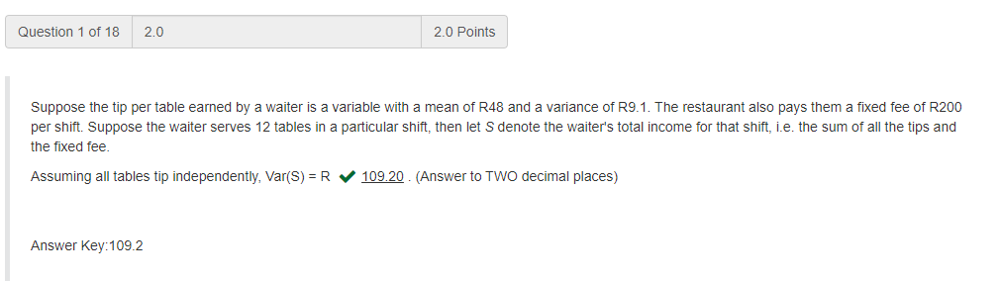 Question 1 of 18 2.0 2.0 Points
Suppose the tip per table earned by a waiter is a variable with a mean of R48 and a variance of R9.1. The restaurant also pays them a fixed fee of R200
per shift. Suppose the waiter serves 12 tables in a particular shift, then let S denote the waiter's total income for that shift, i.e. the sum of all the tips and
the fixed fee.
Assuming all tables tip independently, Var(S) = R ✔ 109.20 . (Answer to TWO decimal places)
Answer Key:109.2